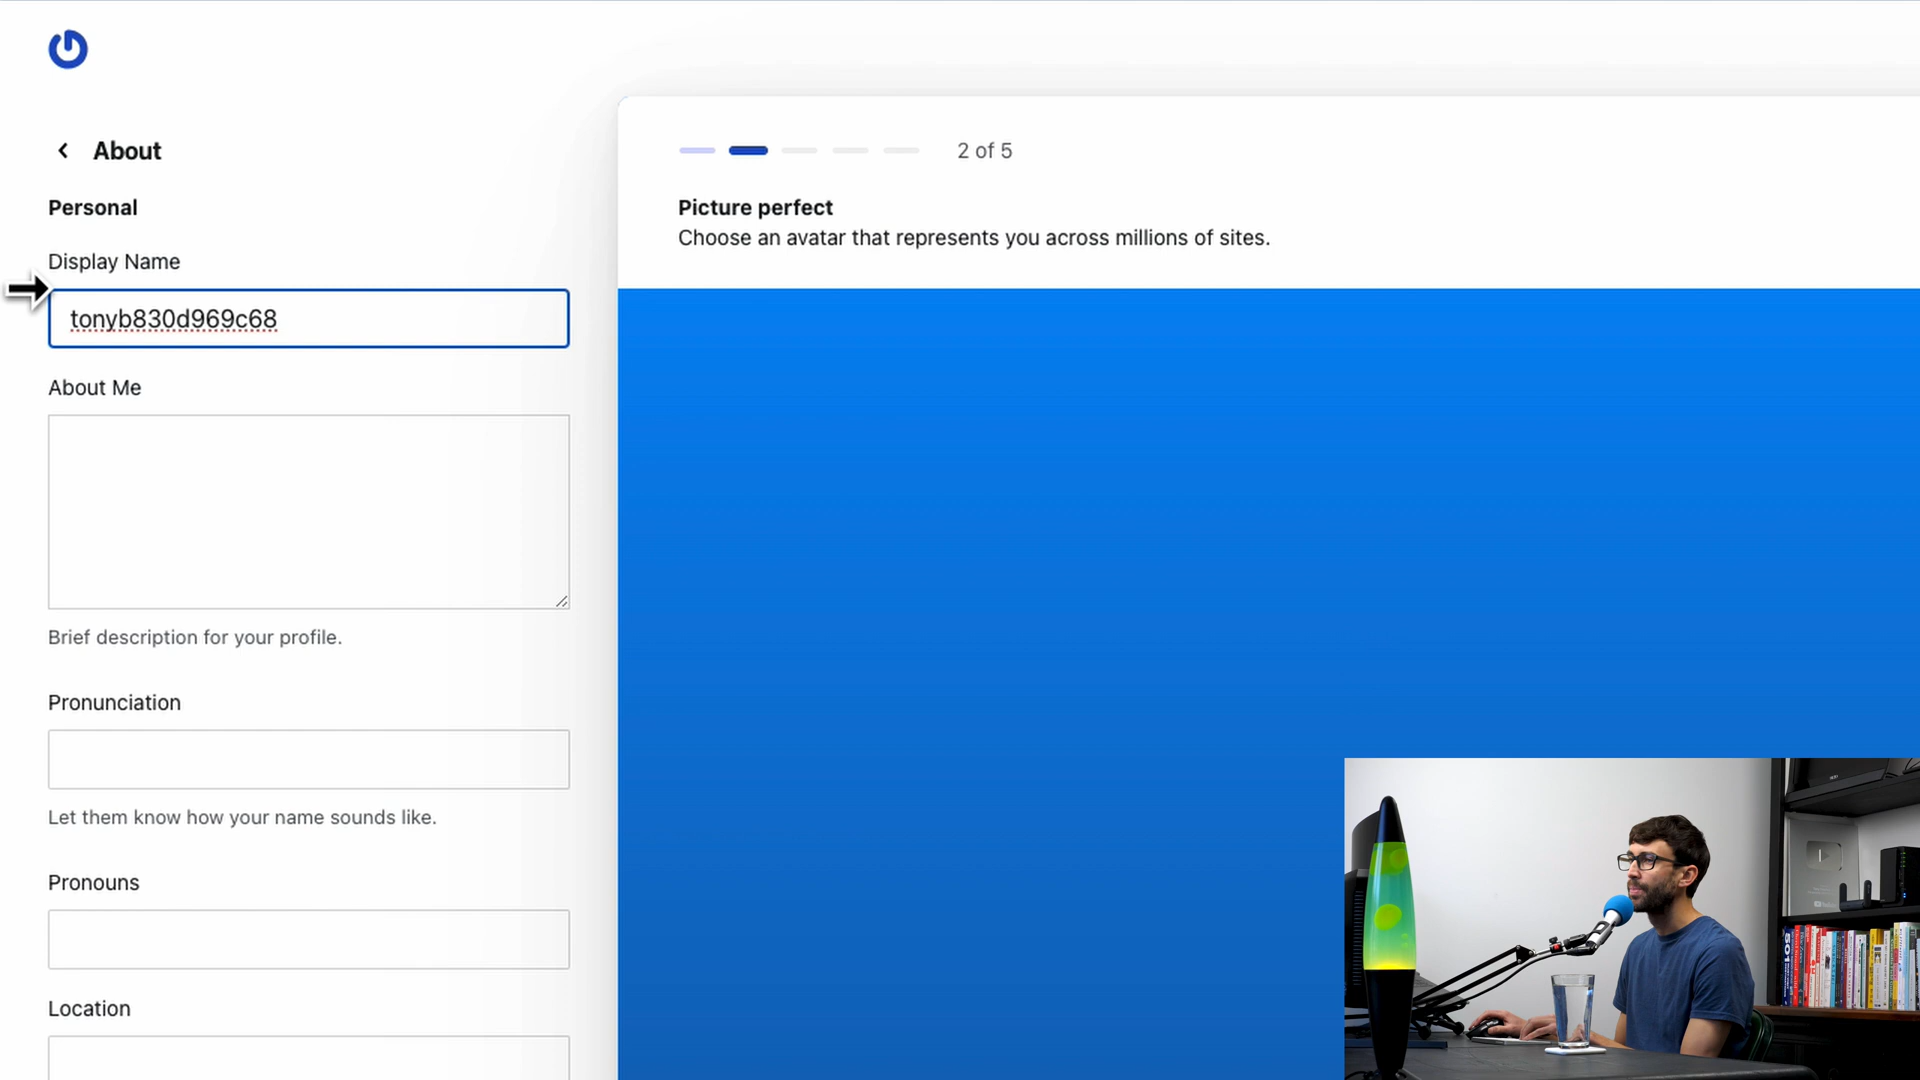 About
Personal
Display Name
tonyb830d969c68
About Me
Brief description for your profile.
Pronunciation
Let them know how your name sounds like.
Pronouns
Location
2 of 5
Picture perfect
Choose an avatar that represents you across millions of sites.